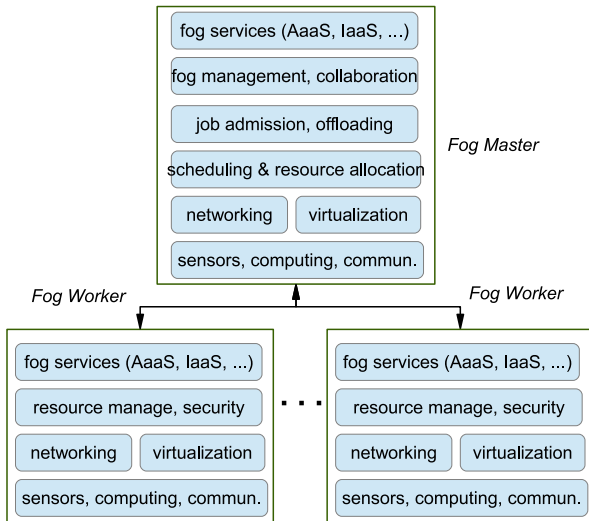 fog services (AaaS, IaaS, ...)
fog management, collaboration
job admission, offloading
Fog Master
scheduling & resource allocation
networking
virtualization
sensors, computing, commun.
Fog Worker
Fog Worker
fog services (AaaS, IaaS, ...)
resource manage, security
networking
virtualization
sensors, computing, commun.
. . .
fog services (AaaS, IaaS, ...)
resource manage, security
networking
virtualization
sensors, computing, commun.